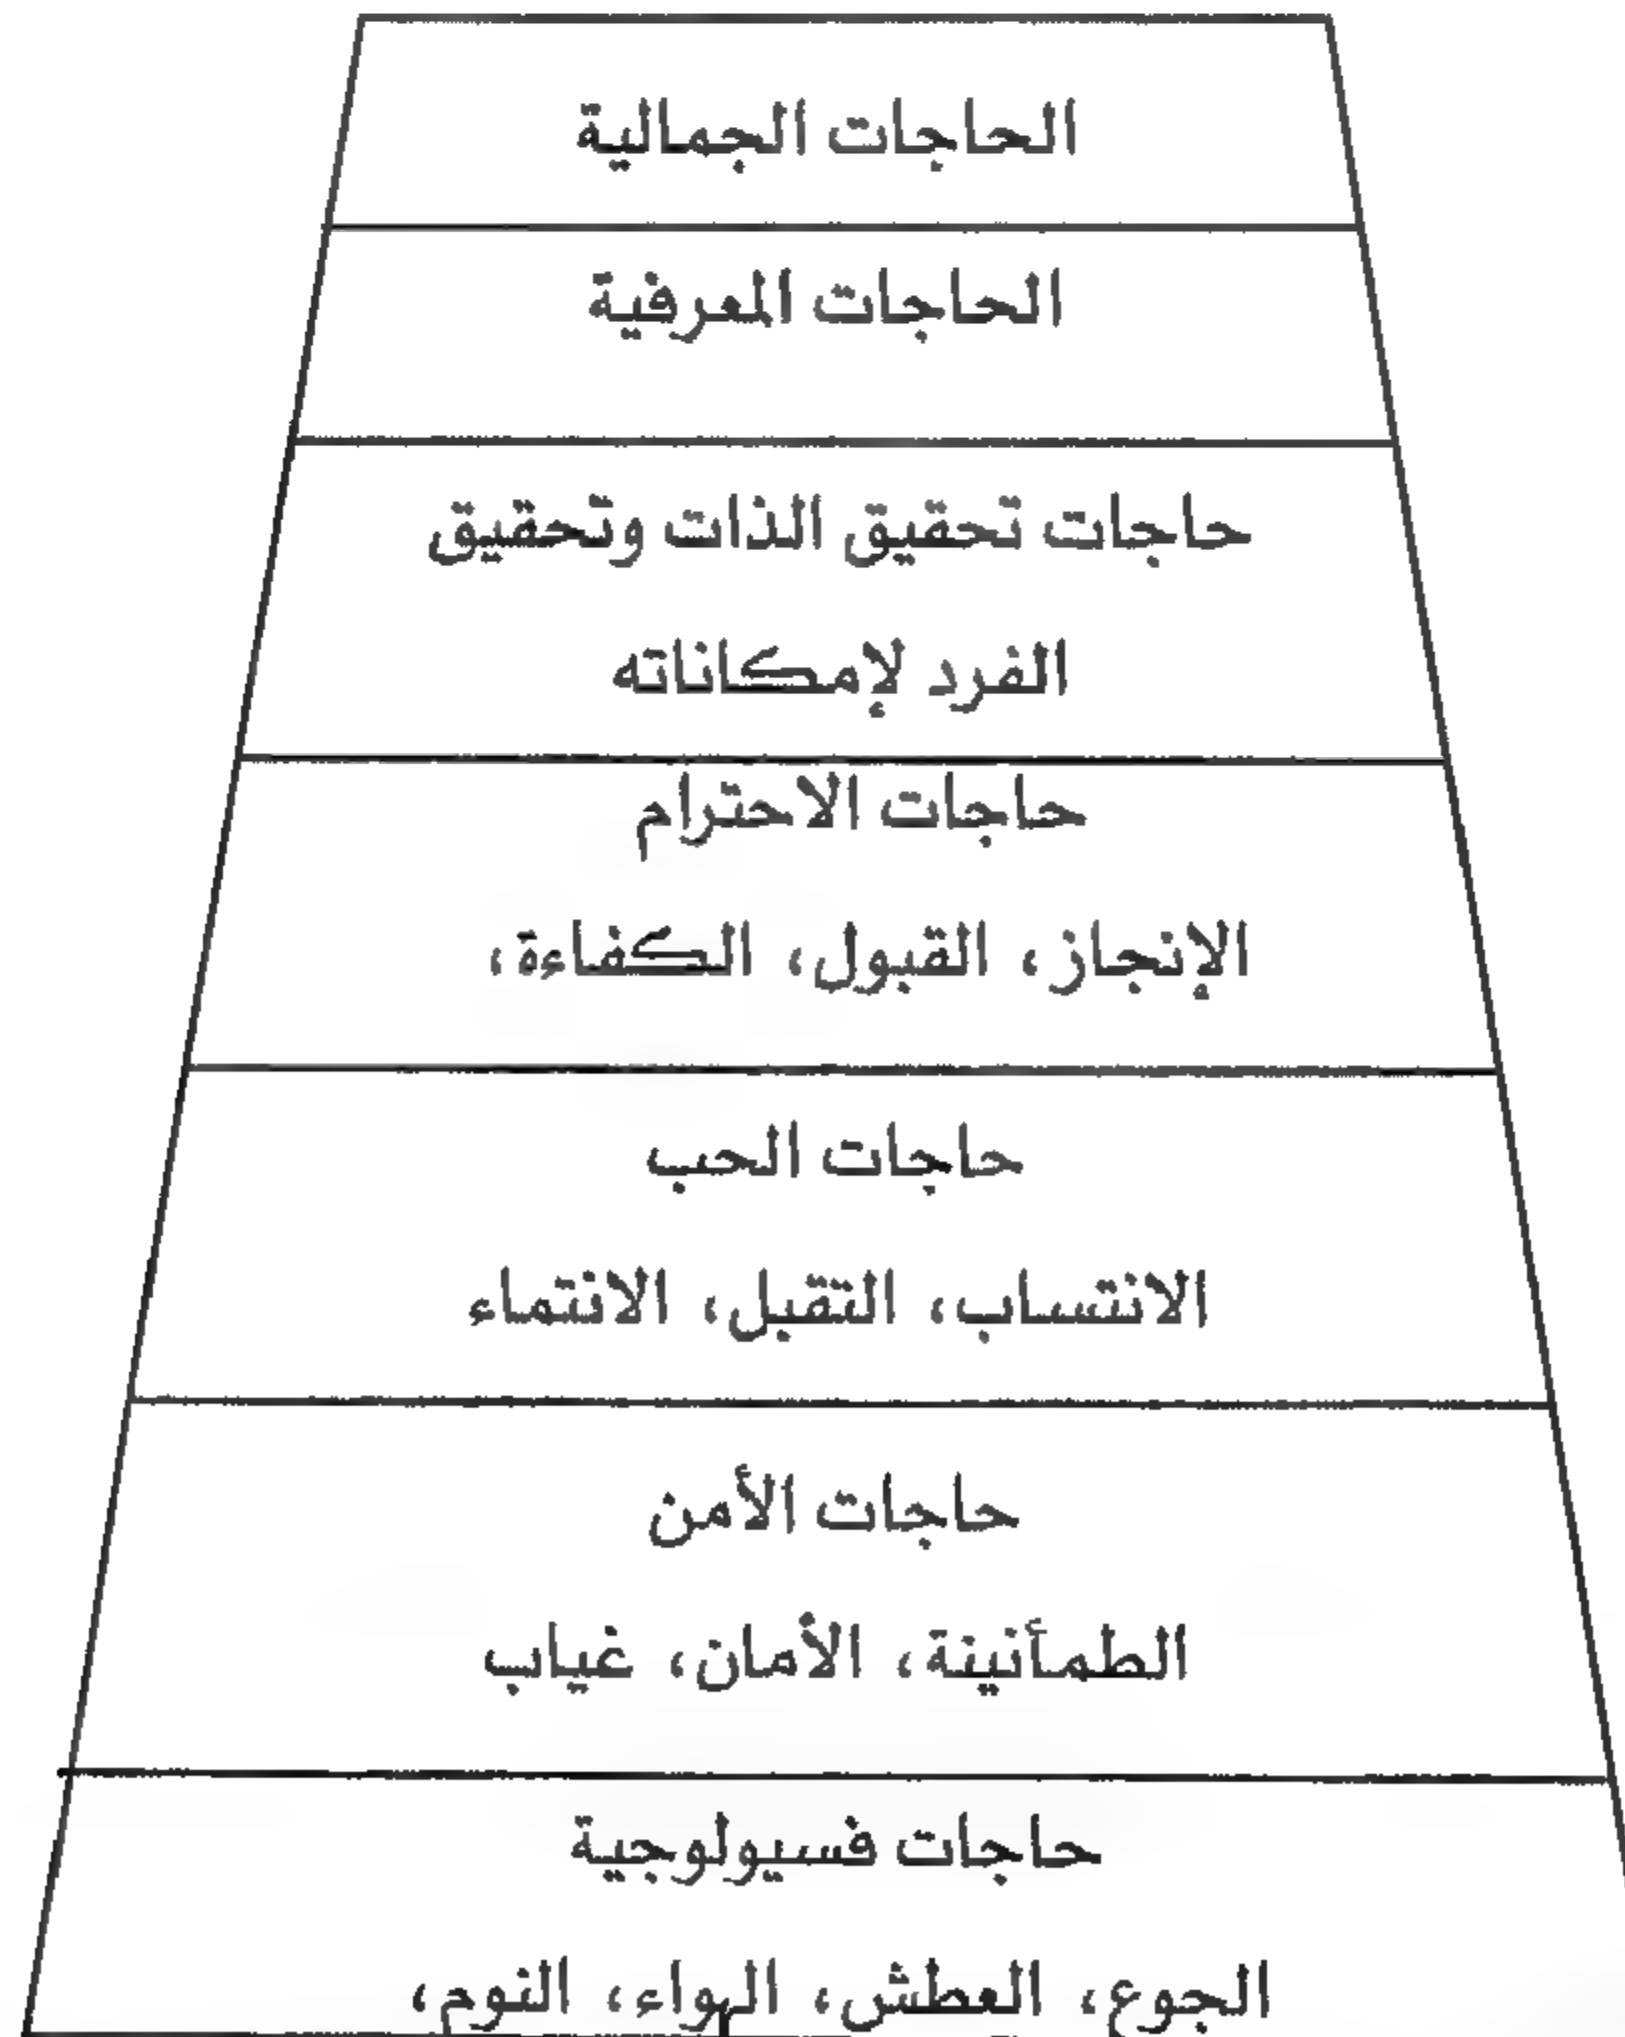 الحاجات الجمالية
الحاجات المعرفية
حاجات تحقيق الذات وتحقيق
الفرد لإمكاناته
حاجات الاحترام
الإنجاز، القبول، الكفاءة،
حاجات الحب
الانتساب، التقبل، الانتماء
حاجات الأمن
الطمأنينة، الأمان، غياب
حاجات فسيولوجية
الجوع، العطش، الهواء، النوم،